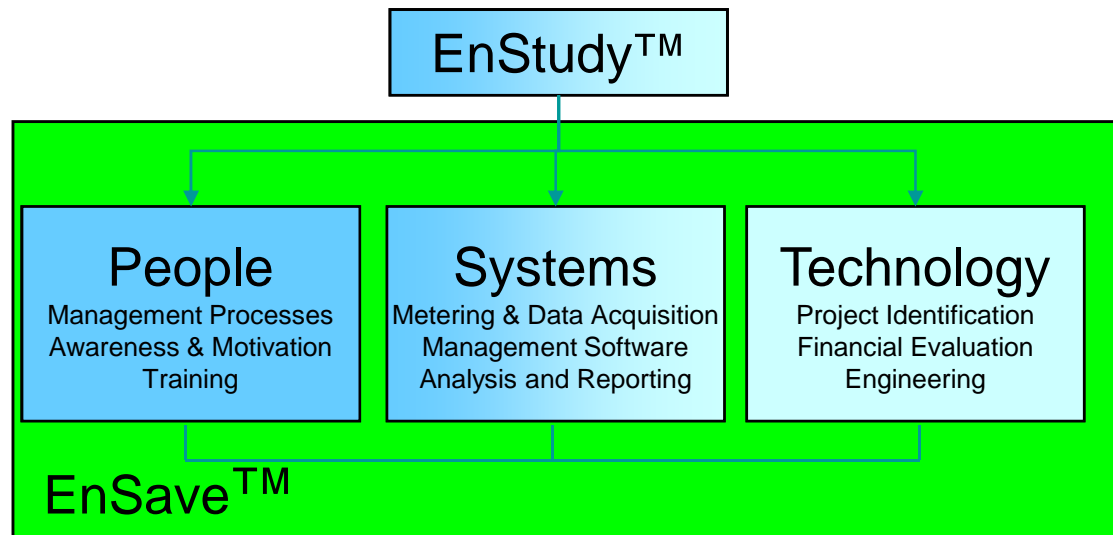 EnStudy™
People
Management Processes
Awareness & Motivation
Training
Systems
Metering & Data Acquisition
Management Software
Analysis and Reporting
Technology
Project Identification
Financial Evaluation
Engineering
EnSave™